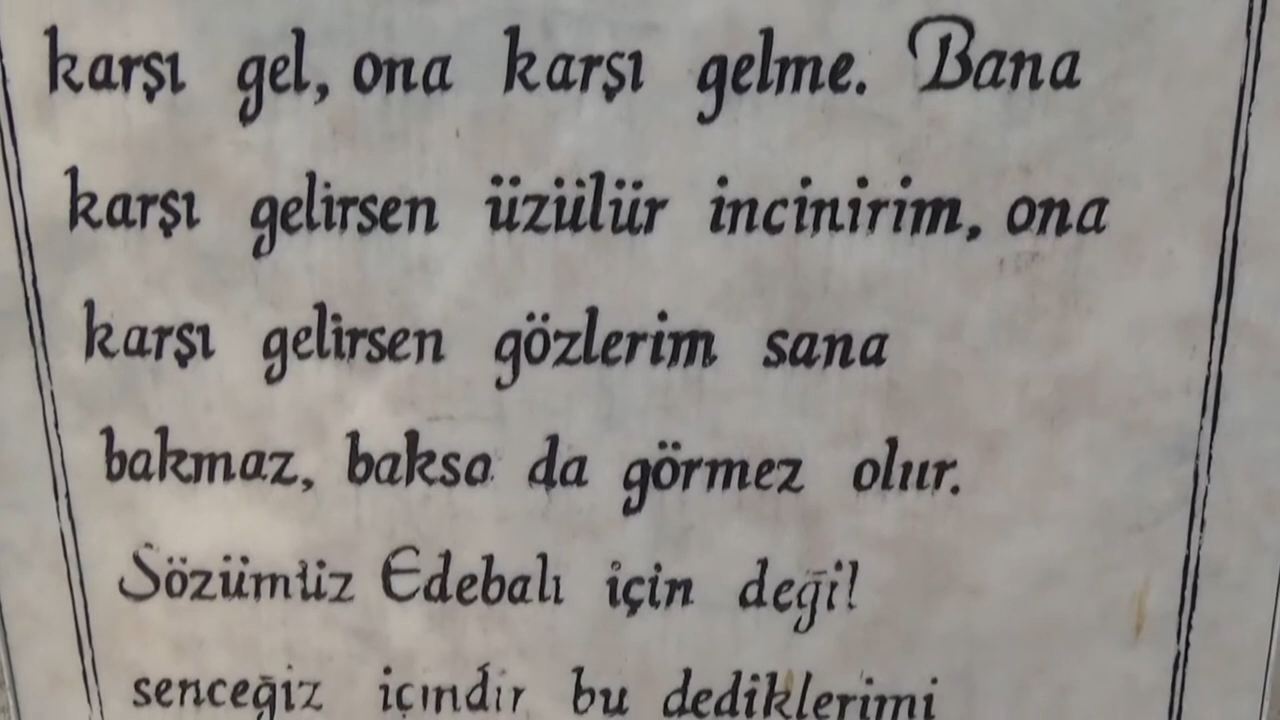 karşı gel, ona karşı gelme. Bana
karşı gelirsen üzülür incinirim, ona
karşı gelirsen gözlerim sana
bakmaz, baksa da görmez olur.
Sözümüz Edebalı için değil
senceğiz içindir bu dediklerimi